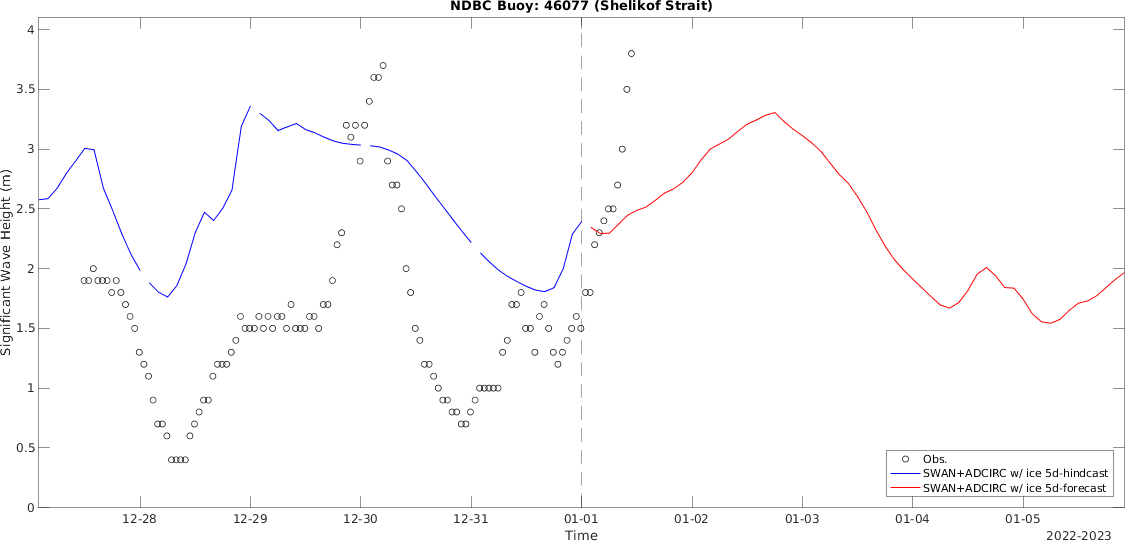 NDBC Buoy: 46077 (Shelikof Strait)
4
3.5
3
2.5
2
1.5
1
0.5
0
Significant Wave Height (m)
12-28 12-29 12-30 12-31 01-01 01-02 01-03 01-04 01-05
Time
2022-2023
Obs.
SWAN+ADCIRC w/ ice 5d-hindcast
SWAN+ADCIRC w/ ice 5d-forecast